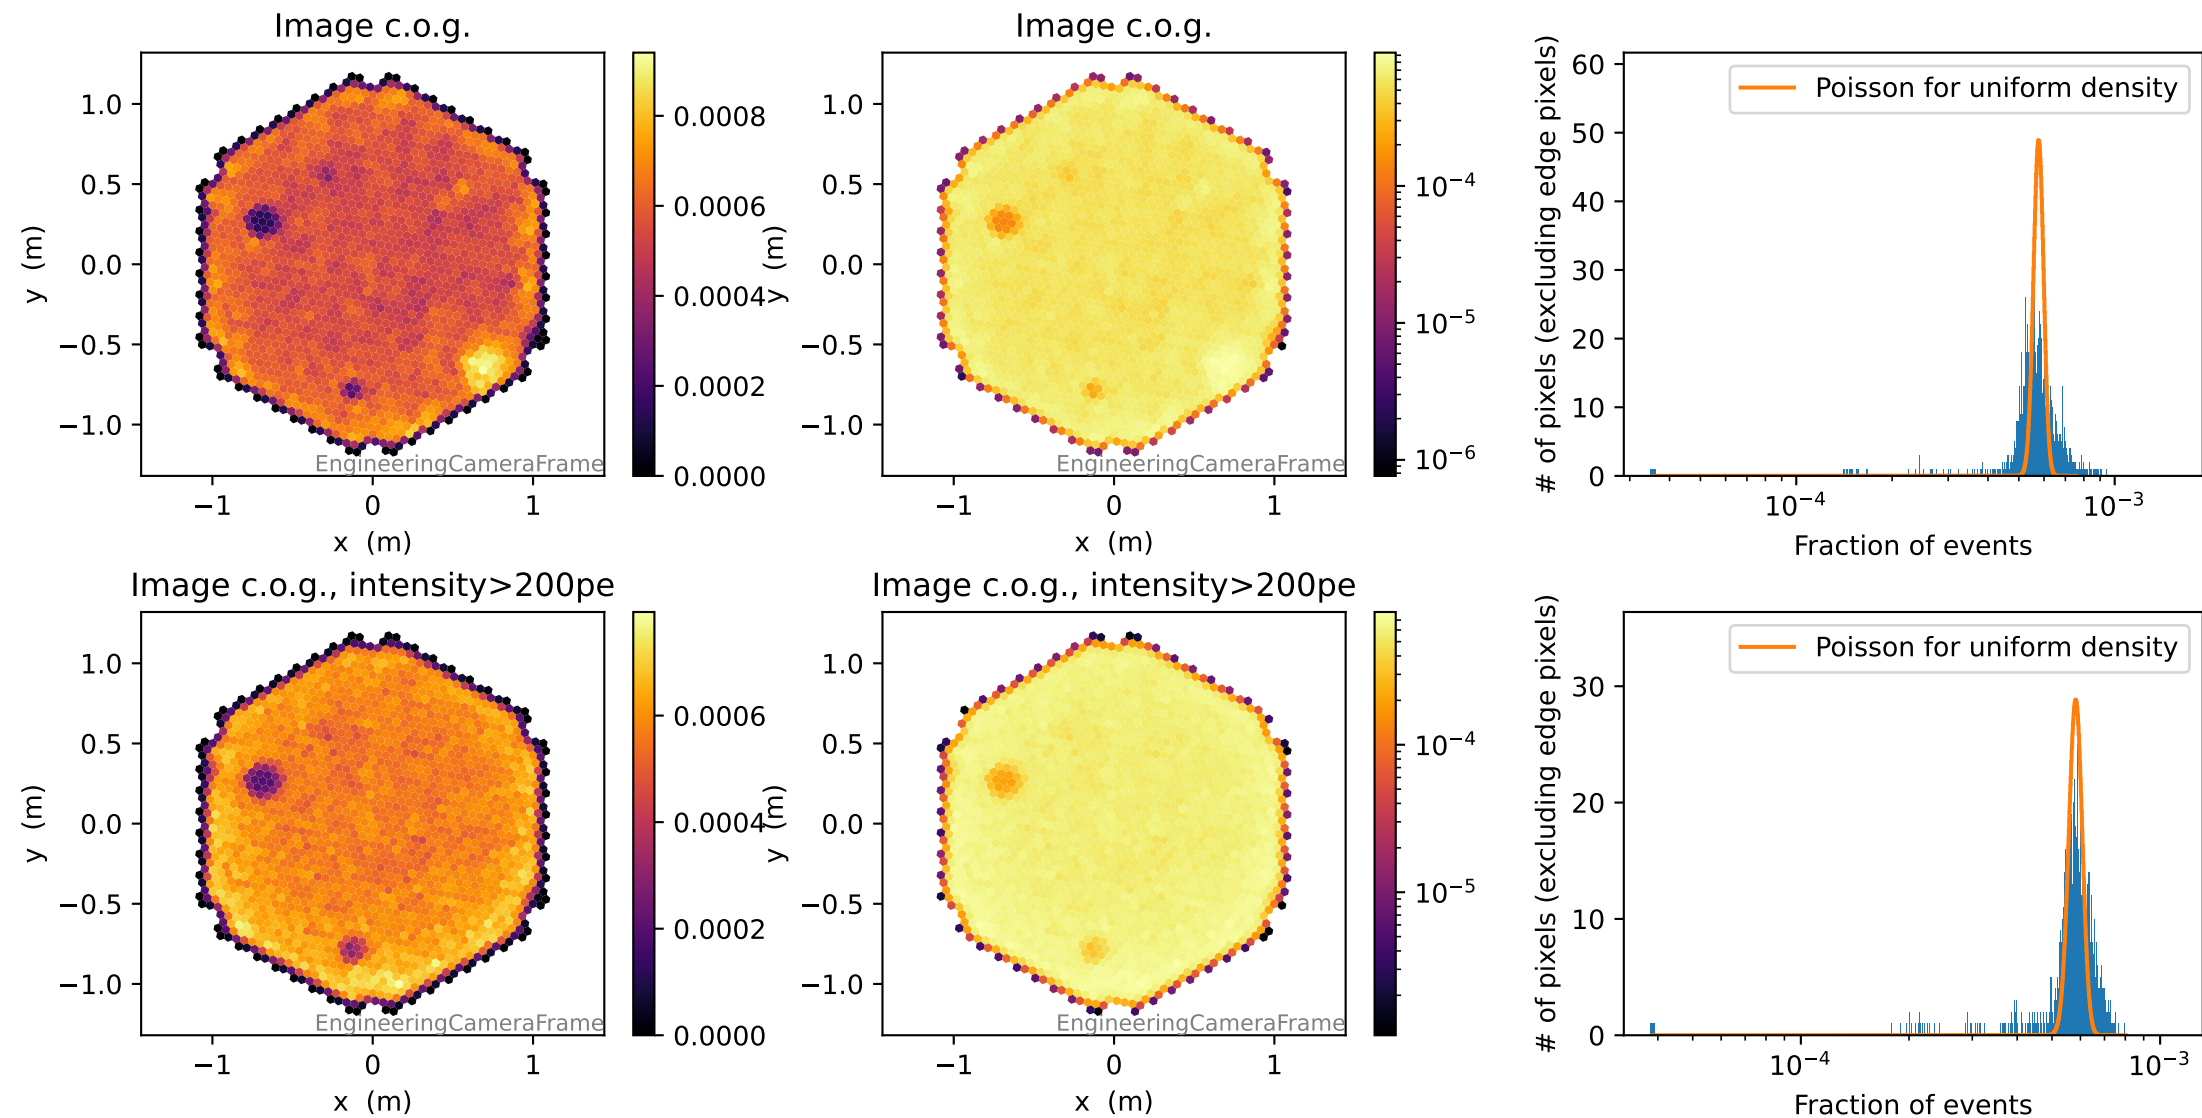 Image c.o.g.
1.0
0.5
0.0
−0.5
−1.0
y (m)
−1
0
1
x (m)
EngineeringCameraFrame
0.0008
0.0006
0.0004
0.0002
0.0000
Image c.o.g.
1.0
0.5
0.0
−0.5
−1.0
y (m)
−1
0
1
x (m)
EngineeringCameraFrame
10⁻⁴
10⁻⁵
10⁻⁶
60
50
40
30
20
10
0
# of pixels (excluding edge pixels)
Poisson for uniform density
10⁻⁴
10⁻³
Fraction of events
Image c.o.g., intensity>200pe
1.0
0.5
0.0
−0.5
−1.0
y (m)
−1
0
1
x (m)
EngineeringCameraFrame
0.0006
0.0004
0.0002
0.0000
Image c.o.g., intensity>200pe
1.0
0.5
0.0
−0.5
−1.0
y (m)
−1
0
1
x (m)
EngineeringCameraFrame
10⁻⁴
10⁻⁵
30
20
10
0
# of pixels (excluding edge pixels)
Poisson for uniform density
10⁻⁴
10⁻³
Fraction of events